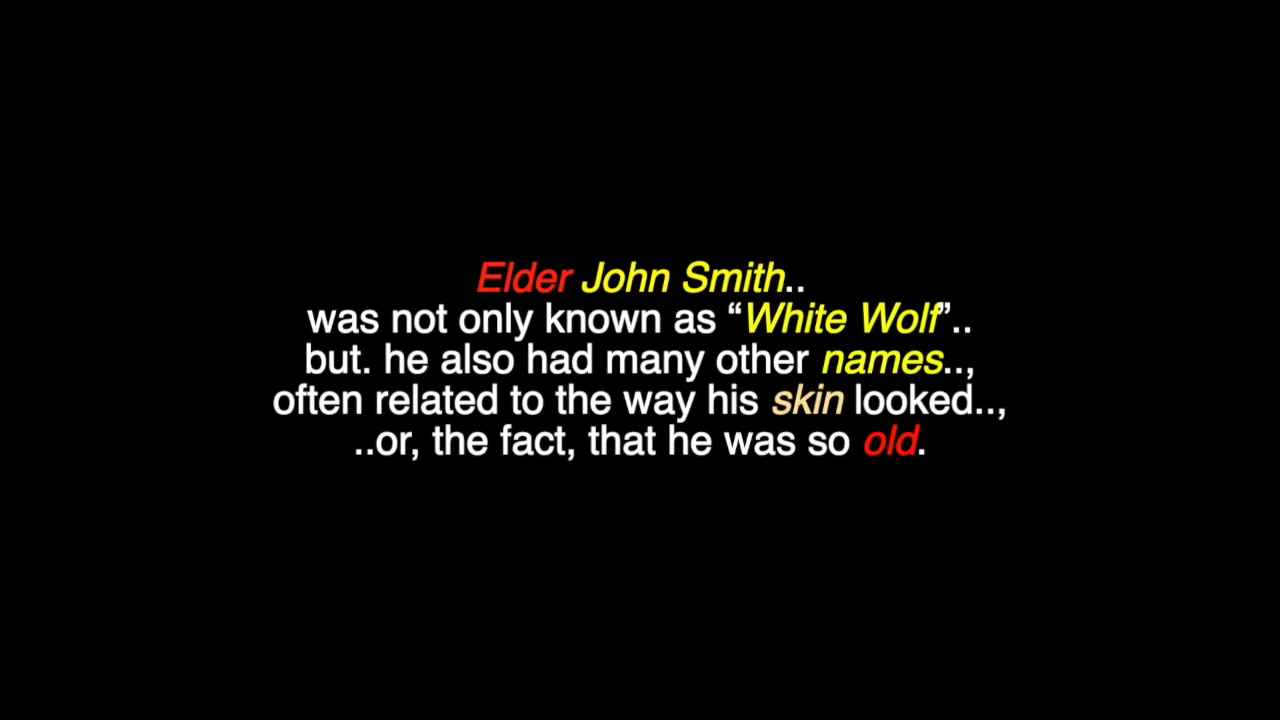 Elder John Smith..
was not only known as “White Wolf”..
but. he also had many other names..,
often related to the way his skin looked..,
..or, the fact, that he was so old.